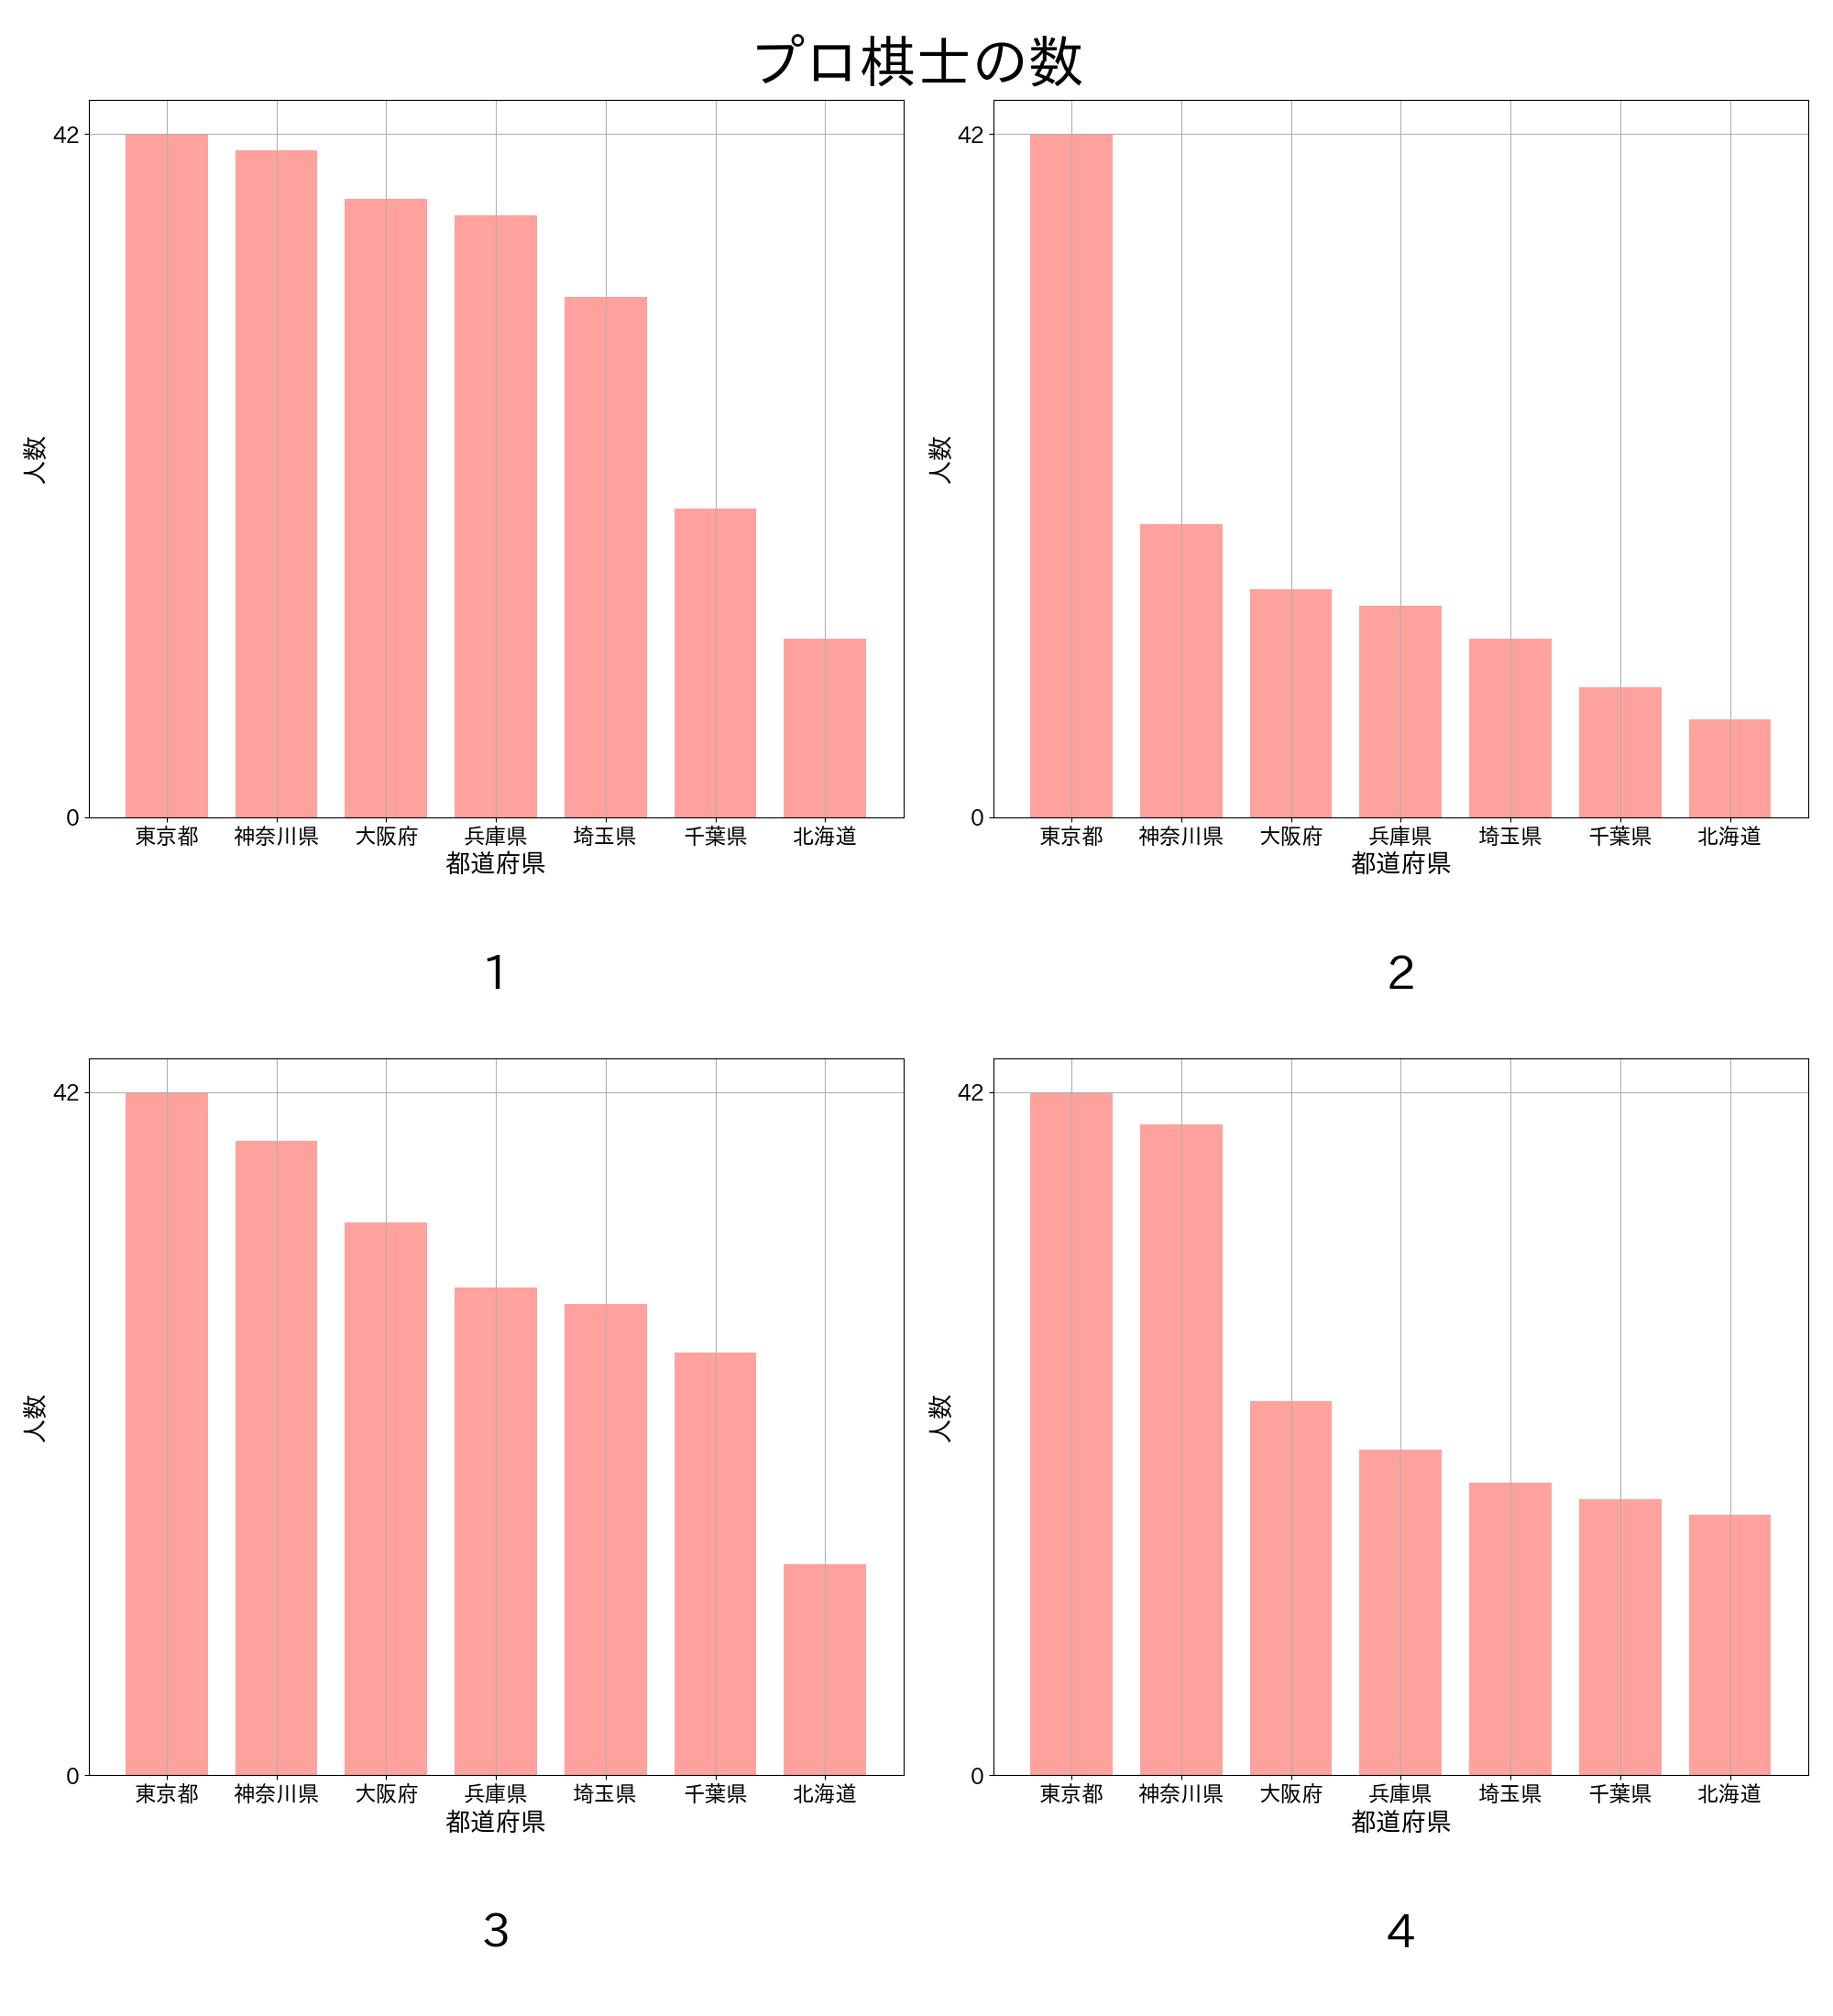 プロ棋士の数
42
0
人数
東京都 神奈川県 大阪府 兵庫県 埼玉県 千葉県 北海道
都道府県
1
42
0
人数
東京都 神奈川県 大阪府 兵庫県 埼玉県 千葉県 北海道
都道府県
2
42
0
人数
東京都 神奈川県 大阪府 兵庫県 埼玉県 千葉県 北海道
都道府県
3
42
0
人数
東京都 神奈川県 大阪府 兵庫県 埼玉県 千葉県 北海道
都道府県
4